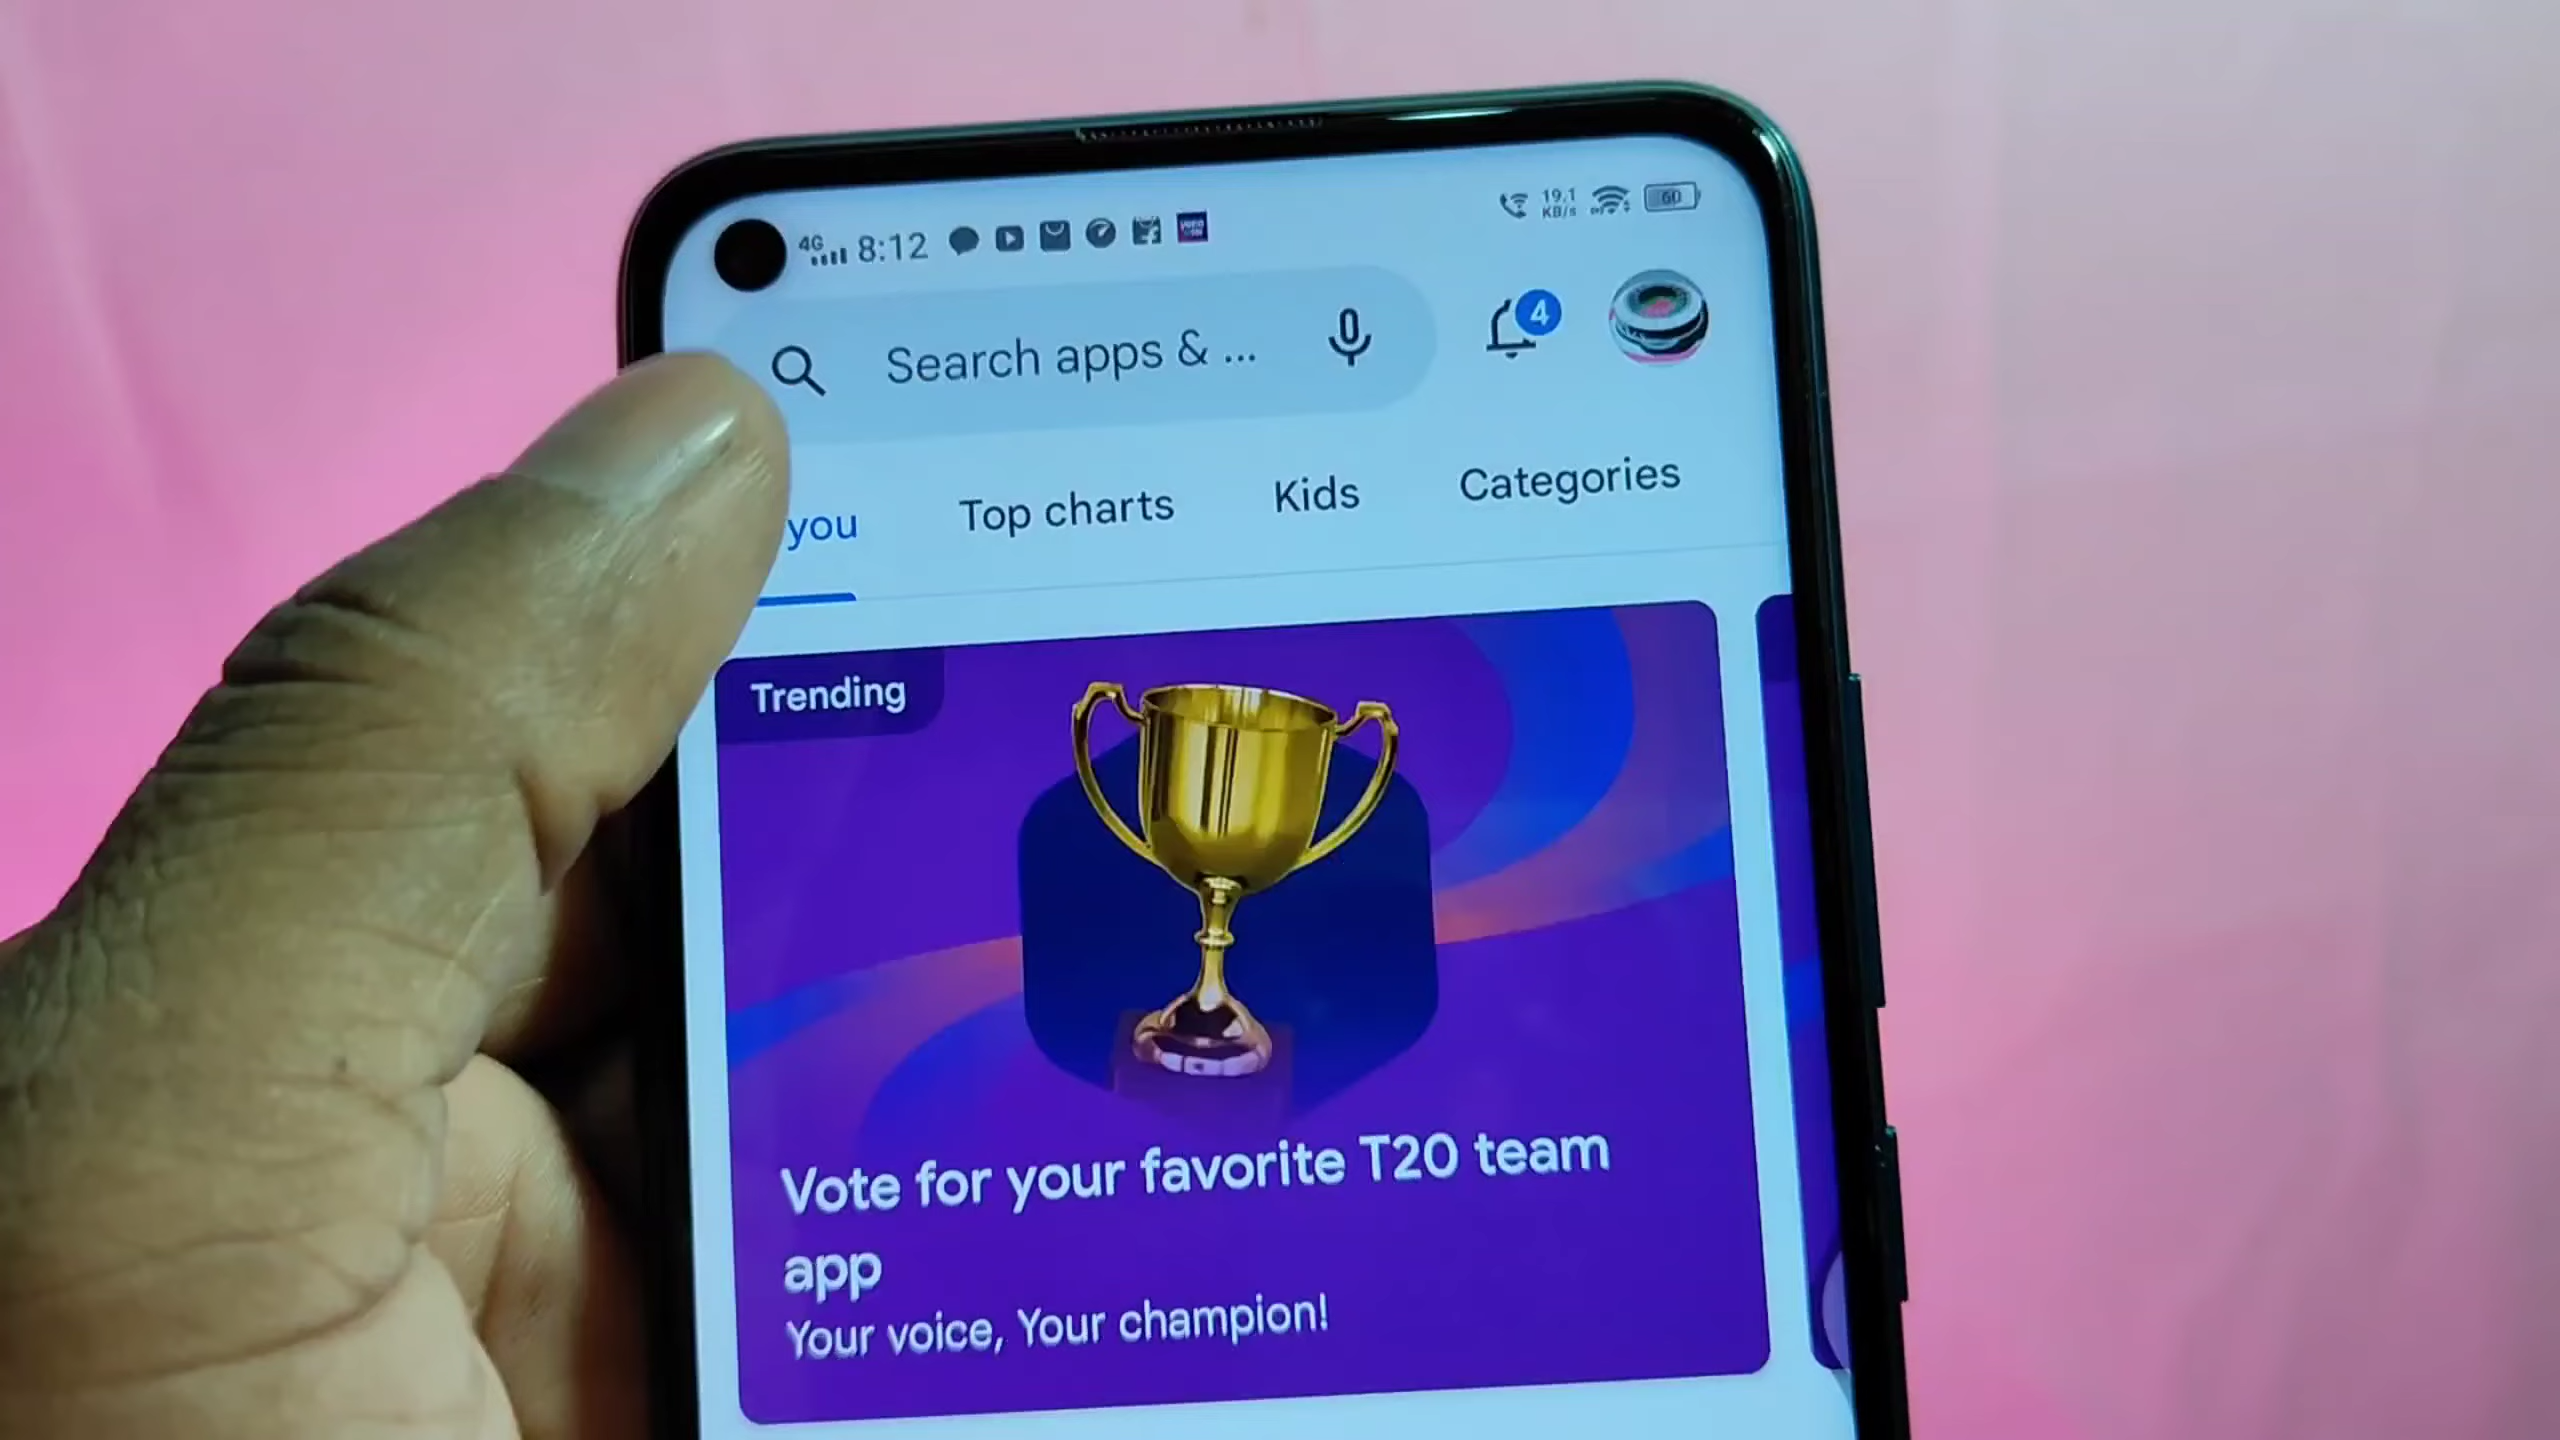 4G 8:12 19.1 KB/s 60
Search apps & ... 4
you Top charts Kids Categories
Trending
Vote for your favorite T20 team
app
Your voice, Your champion!